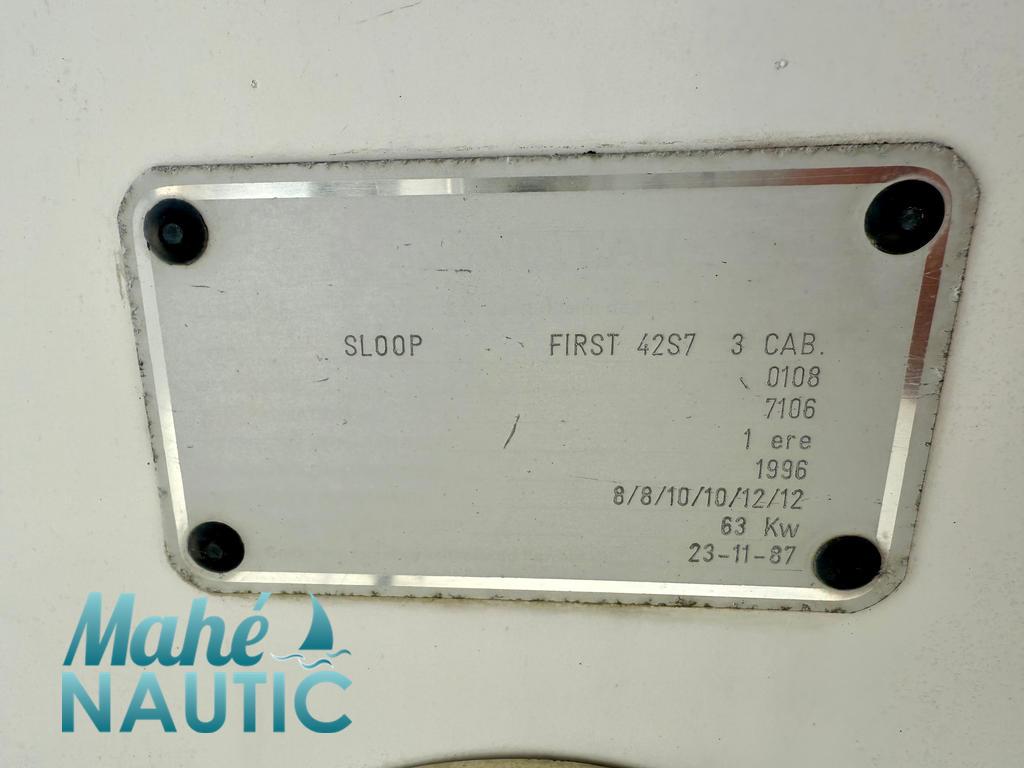 SLOOP FIRST 42S7 3 CAB.
0108
7106
1 ere
1996
8/8/10/10/12/12
63 Kw
23-11-87
Mahé
NAUTIC